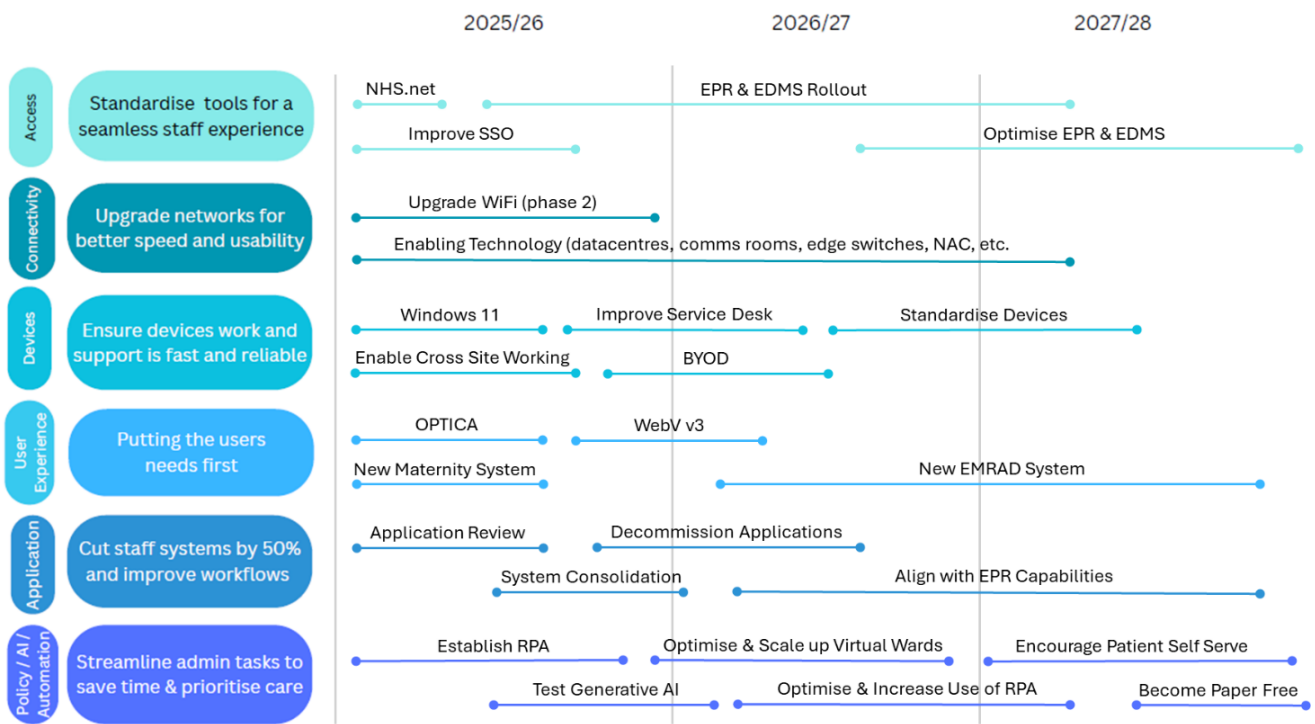 2025/26
2026/27
2027/28
Access
Standardise tools for a
seamless staff experience
NHS.net
EPR & EDMS Rollout
Improve SSO
Optimise EPR & EDMS
Connectivity
Upgrade networks for
better speed and usability
Upgrade WiFi (phase 2)
Enabling Technology (datacentres, comms rooms, edge switches, NAC, etc.
Devices
Ensure devices work and
support is fast and reliable
Windows 11
Improve Service Desk
Standardise Devices
Enable Cross Site Working
BYOD
User
Experience
Putting the users
needs first
OPTICA
WebV v3
New Maternity System
New EMRAD System
Application
Cut staff systems by 50%
and improve workflows
Application Review
Decommission Applications
System Consolidation
Align with EPR Capabilities
Policy / AI /
Automation
Streamline admin tasks to
save time & prioritise care
Establish RPA
Optimise & Scale up Virtual Wards
Encourage Patient Self Serve
Test Generative AI
Optimise & Increase Use of RPA
Become Paper Free